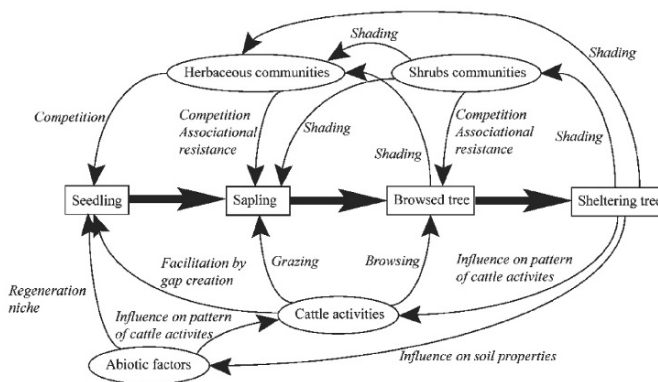 Shading
Shading
Herbaceous communities
Shrubs communities
Competition
Competition
Associational
resistance
Shading
Shading
Competition
Associational
resistance
Shading
Seedling
Sapling
Browsed tree
Sheltering tree
Facilitation by
gap creation
Grazing
Browsing
Influence on pattern
of cattle activites
Regeneration
niche
Influence on pattern
of cattle activites
Cattle activities
Abiotic factors
Influence on soil properties